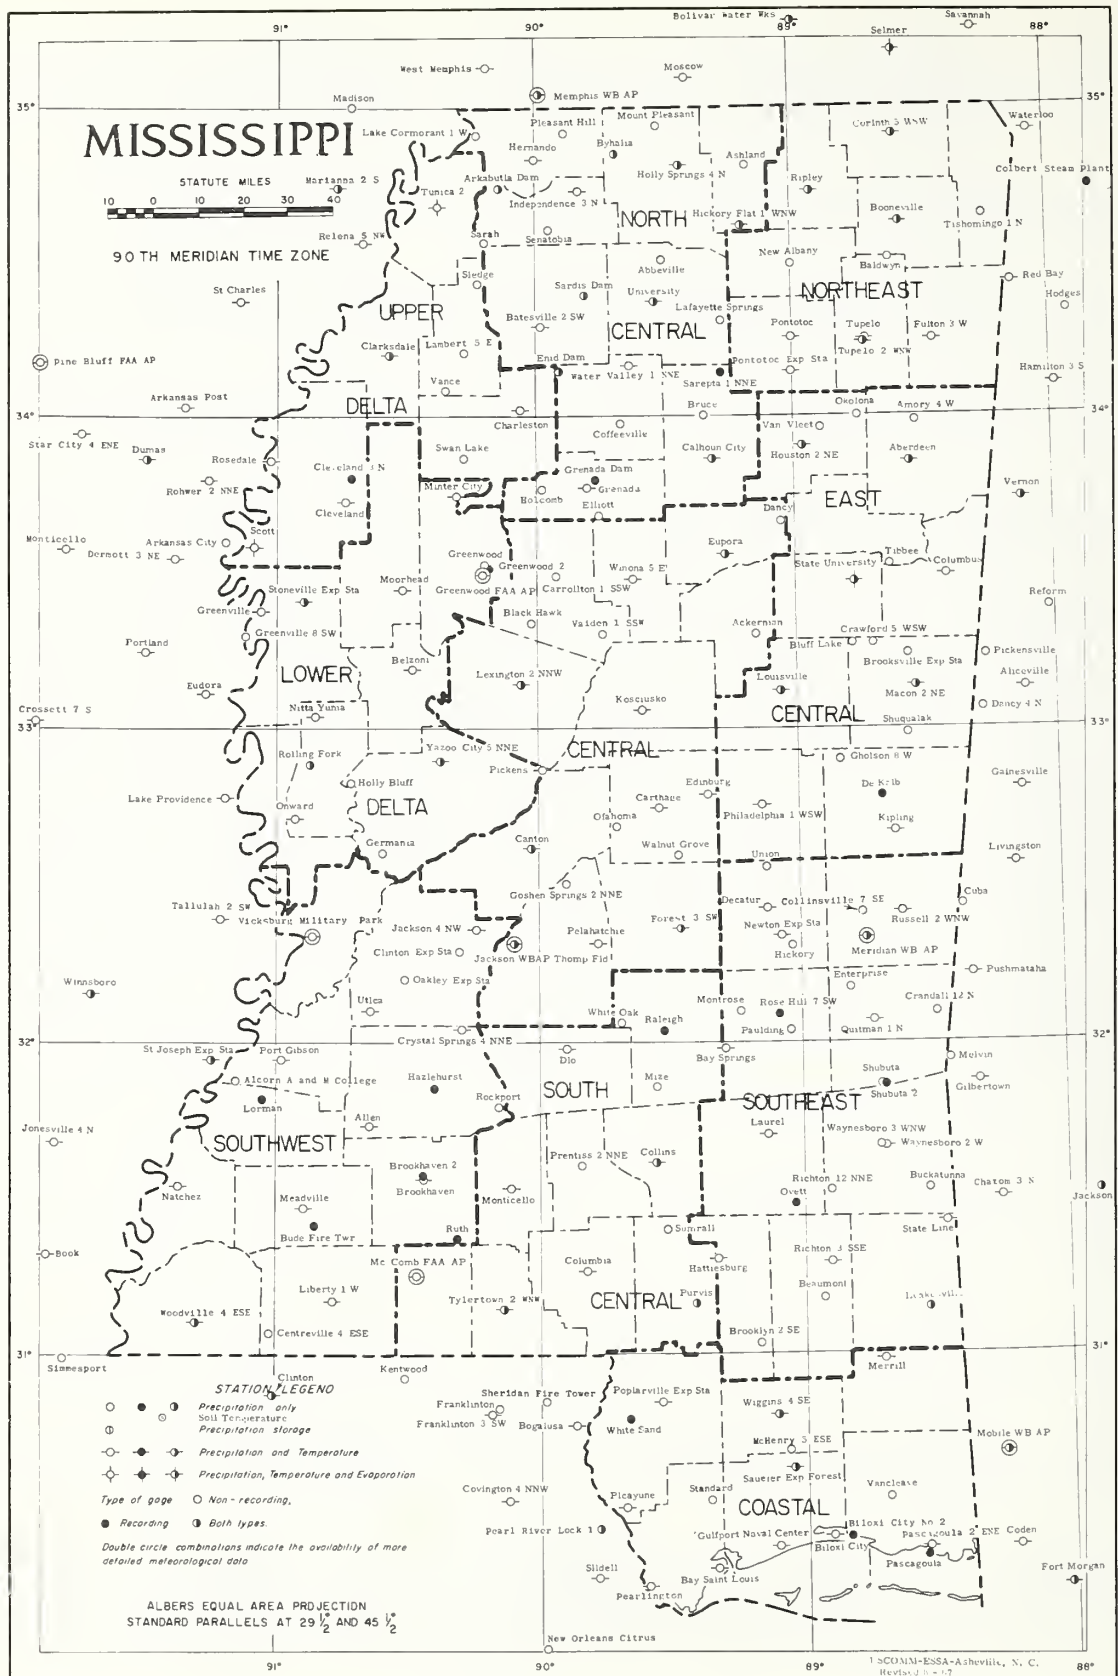 Bolivar Water Wks
Savannah
91°
90°
89°
88°
Selmer
West Memphis
Moscow
Memphis WB AP
35°
Madison
Pleasant Hill
Mount Pleasant
Corinth 5 WSW
Waterloo
35°
MISSISSIPPI
Lake Cormorant 1 W
Hernando
Byhalia
Ashland
STATUTE MILES
Marianna 2 S
Arkabutla Dam
Holly Springs 4 N
Ripley
Colbert Steam Plant
10 0 10 20 30 40
Tunica 2
Independence 3 N
NORTH
Hickory Flat 1 WNW
Booneville
Tishomingo 1 N
90 TH MERIDIAN TIME ZONE
Sarah
Senatobia
Abbeville
New Albany
Baldwyn
Red Bay
St Charles
Sledge
Sardis Dam
University
NORTHEAST
Hodges
UPPER
Batesville 2 SW
Lafayette Springs
CENTRAL
Pontotoc
Tupelo
Fulton 3 W
Clarksdale
Lambert 5 E
Tupelo 2 WNW
Pine Bluff FAA AP
Enid Dam
Water Valley 1 NNE
Pontotoc Exp Sta
Sarepta 1 NNE
Hamilton 3 S
Vance
Arkansas Post
DELTA
34°
Charleston
Bruce
Okolona
Amory 4 W
34°
Star City 4 ENE
Coffeeville
Van Vleet
Dumas
Rosedale
Swan Lake
Calhoun City
Houston 2 NE
Aberdeen
Rohwer 2 NNE
Cleveland 3 N
Grenada Dam
Minter City
Holcomb
Grenada
Vernon
Cleveland
Elliott
Dancy
EAST
Monticello
Arkansas City
Scott
Dermott 3 NE
Greenwood
Greenwood 2
Winona 5 E
Eupora
Tibbee
State University
Columbus
Stoneville Exp Sta
Moorhead
Greenwood FAA AP
Carrollton 1 SSW
Reform
Greenville
Black Hawk
Vaiden 1 SSW
Greenville 8 SW
Ackerman
Crawford 5 WSW
Portland
Bluff Lake
Pickensville
LOWER
Belzoni
Lexington 2 NNW
Brooksville Exp Sta
Eudora
Louisville
Macon 2 NE
Aliceville
Crossett 7 S
Nitta Yuma
Kosciusko
CENTRAL
Dancy 4 N
33°
Shuqualak
33°
Rolling Fork
Yazoo City 5 NNE
CENTRAL
Gholson 8 W
Pickens
Holly Bluff
Edinburg
De Kalb
Gainesville
Lake Providence
Onward
DELTA
Carthage
Ofahoma
Philadelphia 1 WSW
Kipling
Germania
Canton
Walnut Grove
Union
Livingston
Goshen Springs 2 NNE
Cuba
Tallulah 2 SW
Vicksburg Military Park
Decatur
Collinsville 7 SE
Jackson 4 NW
Forest 3 SW
Newton Exp Sta
Russell 2 WNW
Pelahatchie
Clinton Exp Sta
Jackson WBAP Thomp Fld
Hickory
Meridian WB AP
Winnsboro
Oakley Exp Sta
Enterprise
Pushmataha
Utica
White Oak
Montrose
Rose Hill 7 SW
Crandall 12 N
Raleigh
Paulding
Quitman 1 N
32°
Crystal Springs 4 NNE
32°
St Joseph Exp Sta
Port Gibson
Dlo
Bay Springs
Melvin
Alcorn A and M College
Hazlehurst
SOUTH
Mize
Shubuta
Gilbertown
Lorman
Rockport
SOUTHEAST
Shubuta 2
Jonesville 4 N
Allen
Laurel
Waynesboro 3 WNW
Waynesboro 2 W
SOUTHWEST
Brookhaven 2
Prentiss 2 NNE
Collins
Richton 12 NNE
Buckatunna
Chatom 3 N
Natchez
Brookhaven
Monticello
Ovett
Jackson
Meadville
Bude Fire Twr
Ruth
Sumrall
State Line
Book
Mc Comb FAA AP
Columbia
Hattiesburg
Richton 3 SSE
Liberty 1 W
Beaumont
Woodville 4 ESE
Tylertown 2 WNW
CENTRAL
Purvis
Centreville 4 ESE
Brooklyn 2 SE
31°
31°
Simmesport
Kentwood
Merrill
Clinton
STATION LEGEND
Precipitation only
Soil Temperature
Precipitation storage
Precipitation and Temperature
Precipitation, Temperature and Evaporation
Type of gage
Non-recording.
Recording
Both types.
Double circle combinations indicate the availability of more
detailed meteorological data
Sheridan Fire Tower
Poplarville Exp Sta
Franklinton
Franklinton 3 SW
Bogalusa
White Sand
Wiggins 4 SE
McHenry 5 ESE
Mobile WB AP
Saucier Exp Forest
Covington 4 NNW
Picayune
Standard
Vancleave
COASTAL
Pearl River Lock 1
Gulfport Naval Center
Biloxi City No 2
Biloxi City
Pascagoula 2 ENE
Coden
Pascagoula
Slidell
Bay Saint Louis
Fort Morgan
Pearlington
ALBERS EQUAL AREA PROJECTION
STANDARD PARALLELS AT 29 ½° AND 45 ½°
New Orleans Citrus
91°
90°
89°
88°
SCOMM-ESSA-Asheville, N. C.